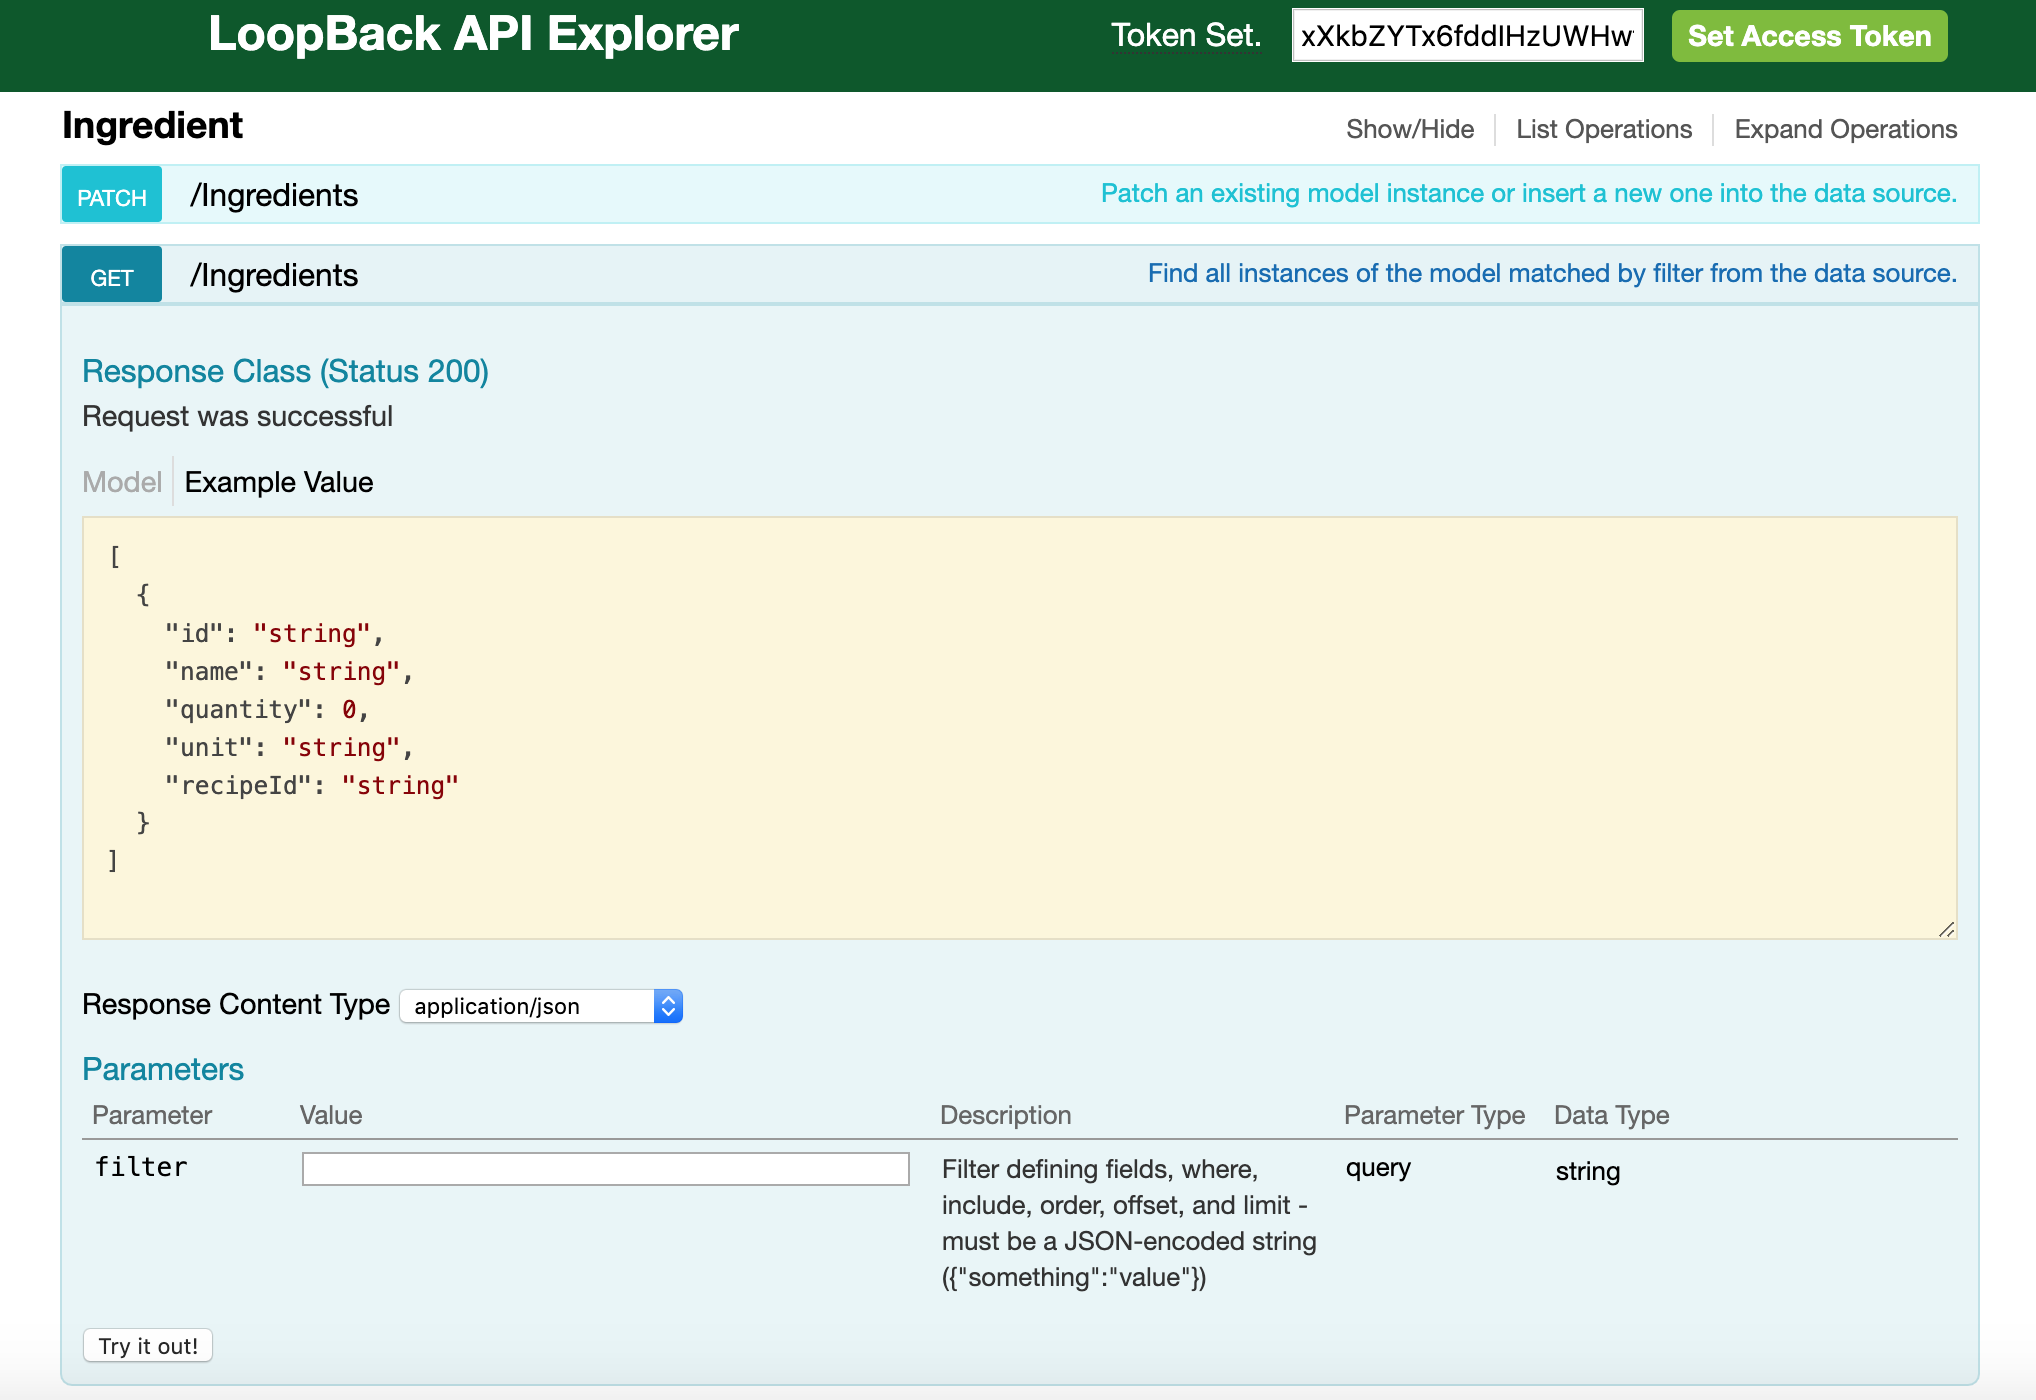 LoopBack API Explorer
Token Set.
xXkbZYTx6fddIHzUWHw
Set Access Token
Ingredient
Show/Hide
List Operations
Expand Operations
PATCH
/Ingredients
Patch an existing model instance or insert a new one into the data source.
GET
/Ingredients
Find all instances of the model matched by filter from the data source.
Response Class (Status 200)
Request was successful
Model
Example Value
[
{
"id": "string",
"name": "string",
"quantity": 0,
"unit": "string",
"recipeId": "string"
}
]
Response Content Type
application/json
Parameters
Parameter
Value
Description
Parameter Type
Data Type
filter
Filter defining fields, where,
include, order, offset, and limit -
must be a JSON-encoded string
({"something":"value"})
query
string
Try it out!